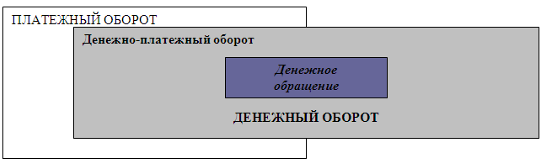 ПЛАТЕЖНЫЙ ОБОРОТ
Денежно-платежный оборот
Денежное
обращение
ДЕНЕЖНЫЙ ОБОРОТ